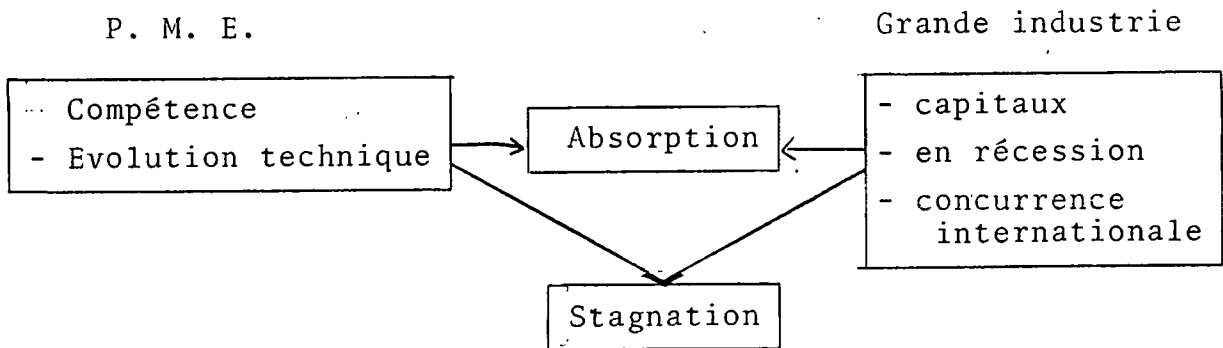 P. M. E.
Grande industrie
- Compétence
- Evolution technique
Absorption
- capitaux
- en récession
- concurrence
internationale
Stagnation